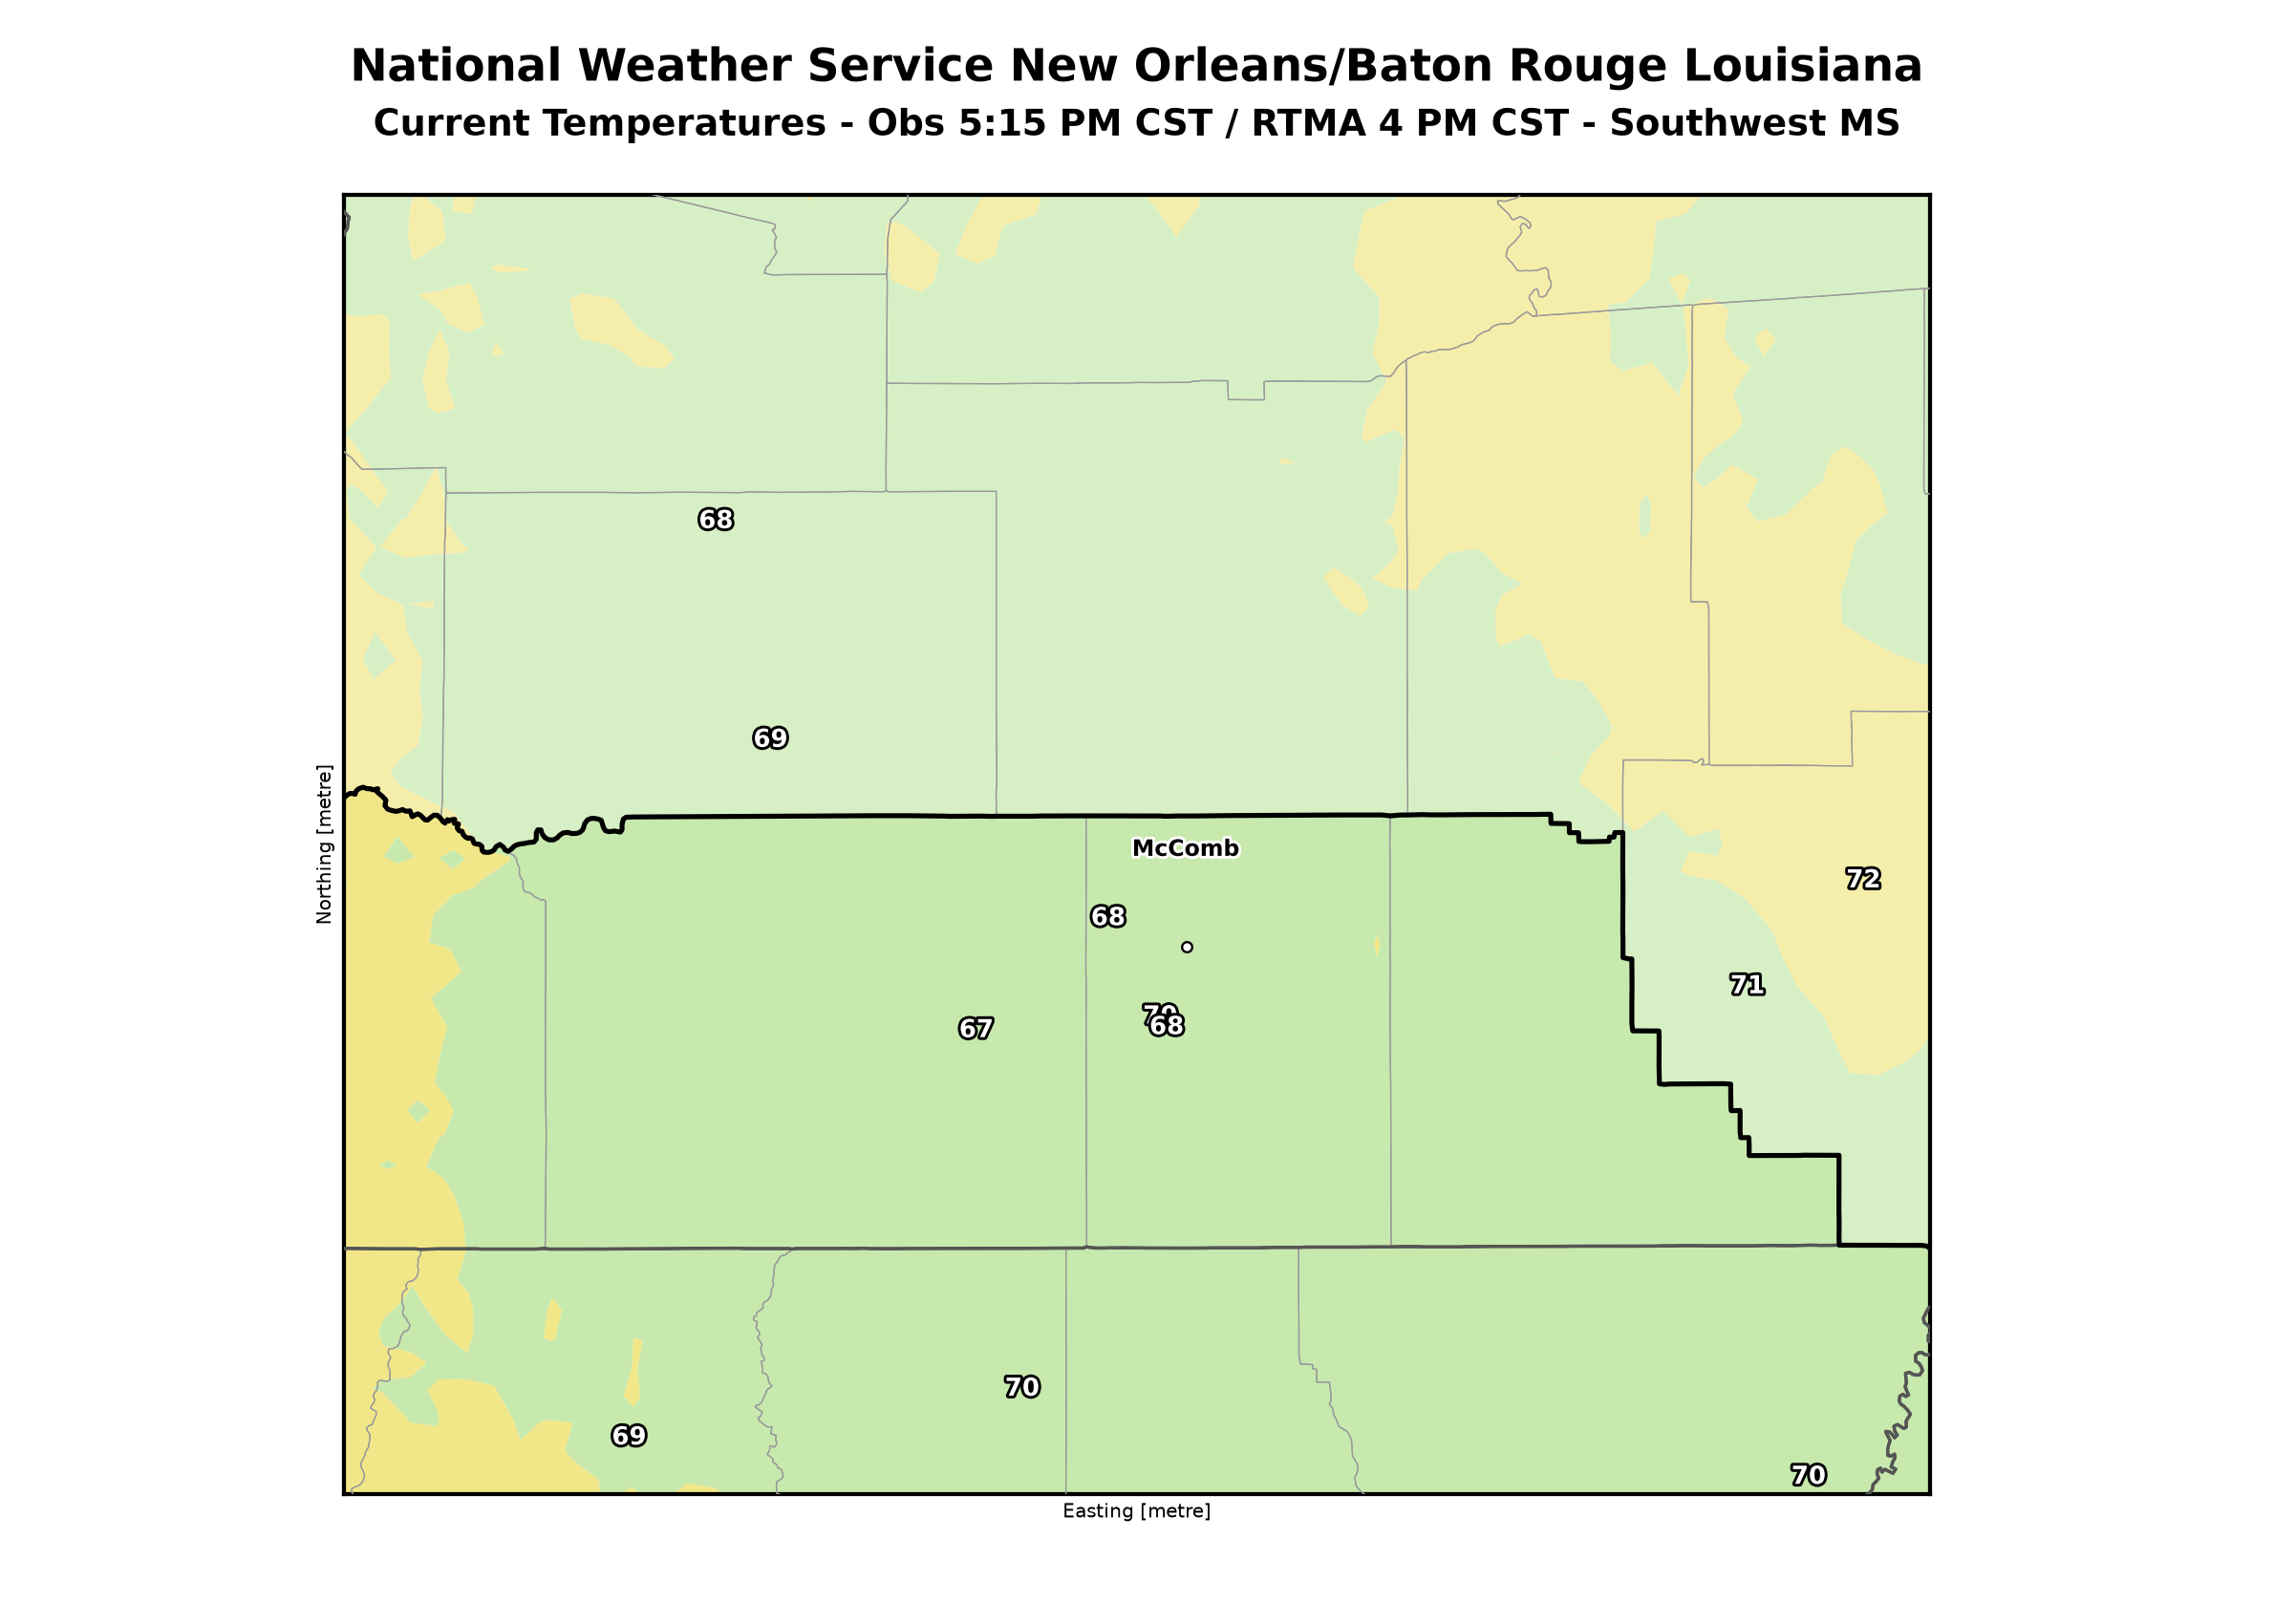 National Weather Service New Orleans/Baton Rouge Louisiana
Current Temperatures - Obs 5:15 PM CST / RTMA 4 PM CST - Southwest MS
68
69
McComb
72
68
71
70
68
67
70
69
70
Northing [metre]
Easting [metre]